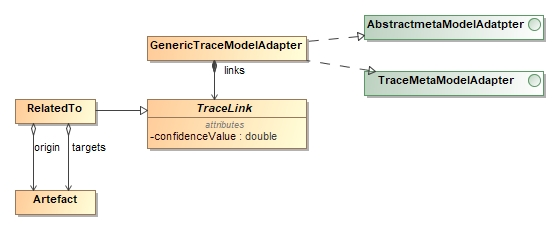 AbstractmetaModelAdatpter
GenericTraceModelAdapter
links
TraceMetaModelAdapter
RelatedTo
TraceLink
attributes
-confidenceValue : double
origin
targets
Artefact